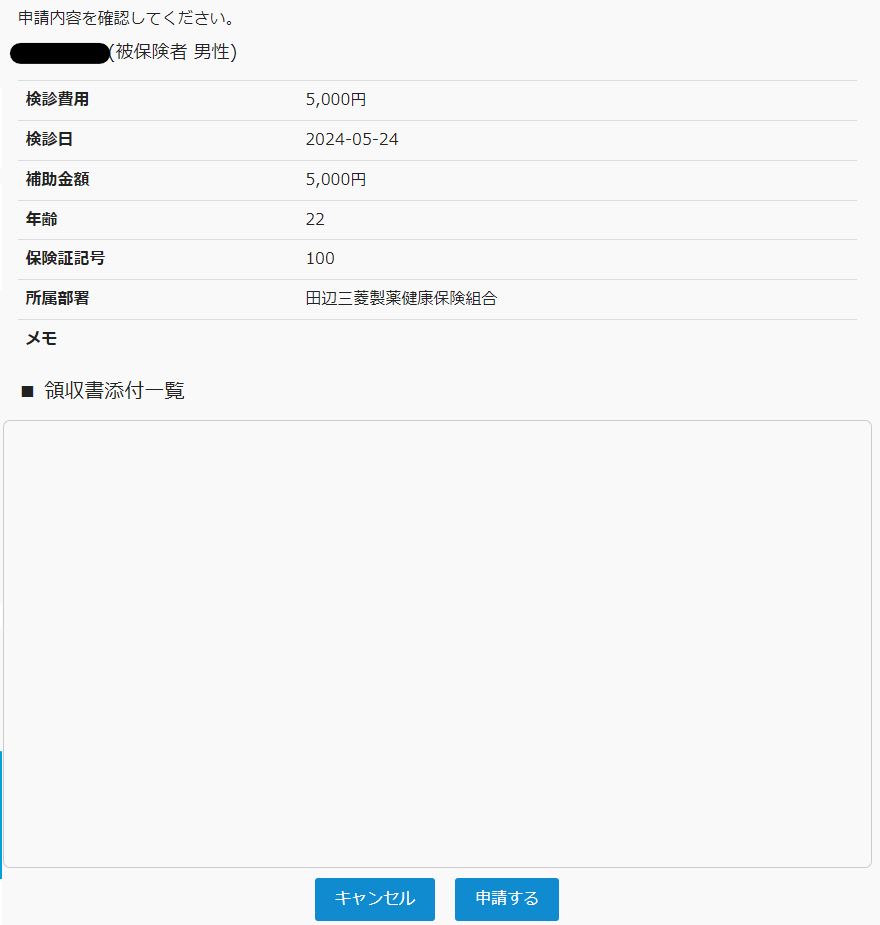 申請内容を確認してください。
(被保険者 男性)
検診費用 5,000円
検診日 2024-05-24
補助金額 5,000円
年齢 22
保険証記号 100
所属部署 田辺三菱製薬健康保険組合
メモ
■ 領収書添付一覧
キャンセル 申請する